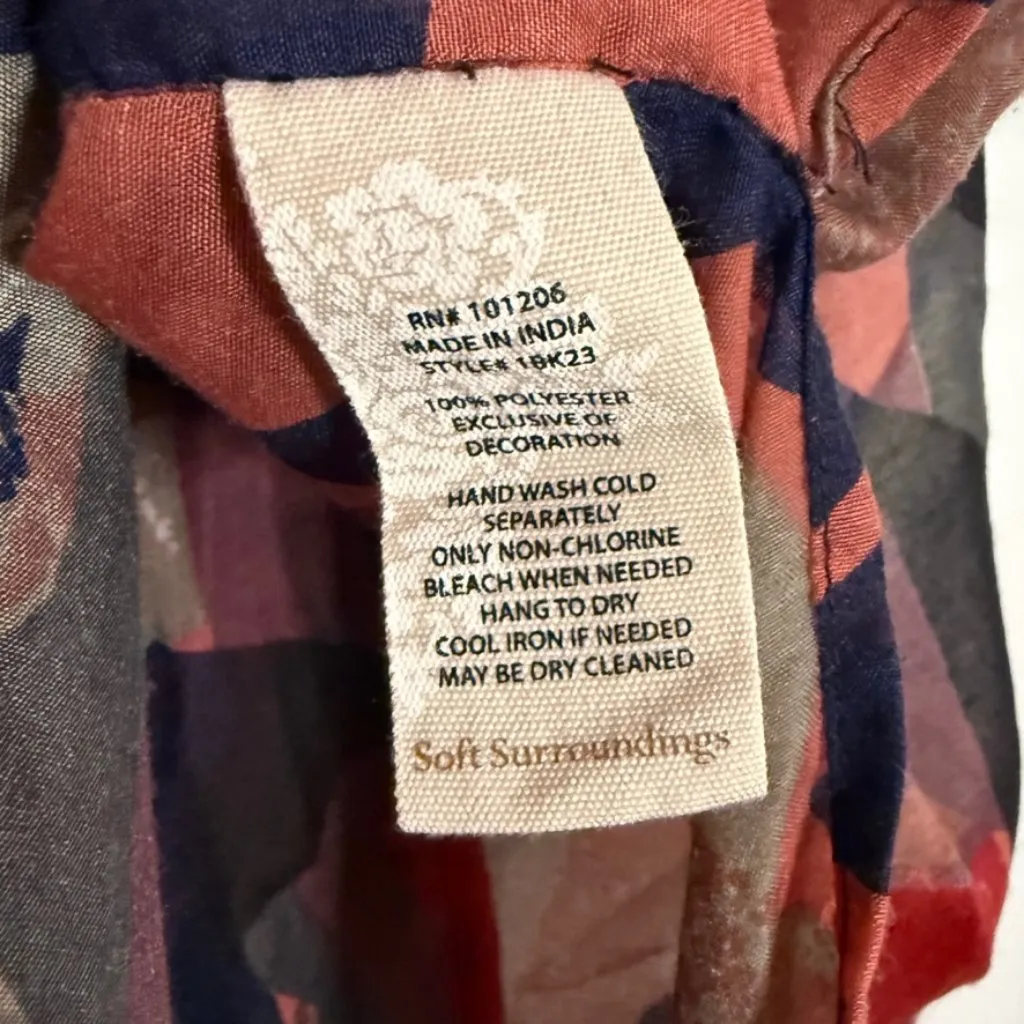 RN# 101206
MADE IN INDIA
STYLE# 1BK23
100% POLYESTER
EXCLUSIVE OF
DECORATION
HAND WASH COLD
SEPARATELY
ONLY NON-CHLORINE
BLEACH WHEN NEEDED
HANG TO DRY
COOL IRON IF NEEDED
MAY BE DRY CLEANED
Soft Surroundings